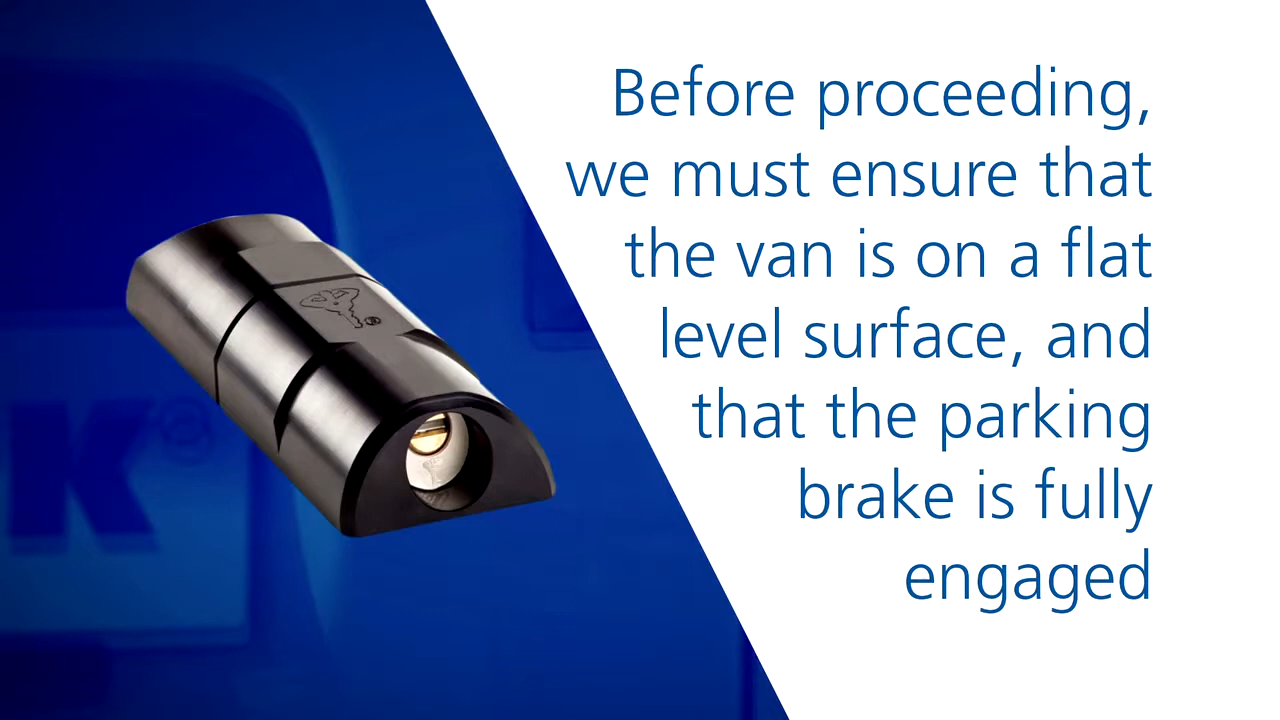 Before proceeding,
we must ensure that
the van is on a flat
level surface, and
that the parking
brake is fully
engaged
K®